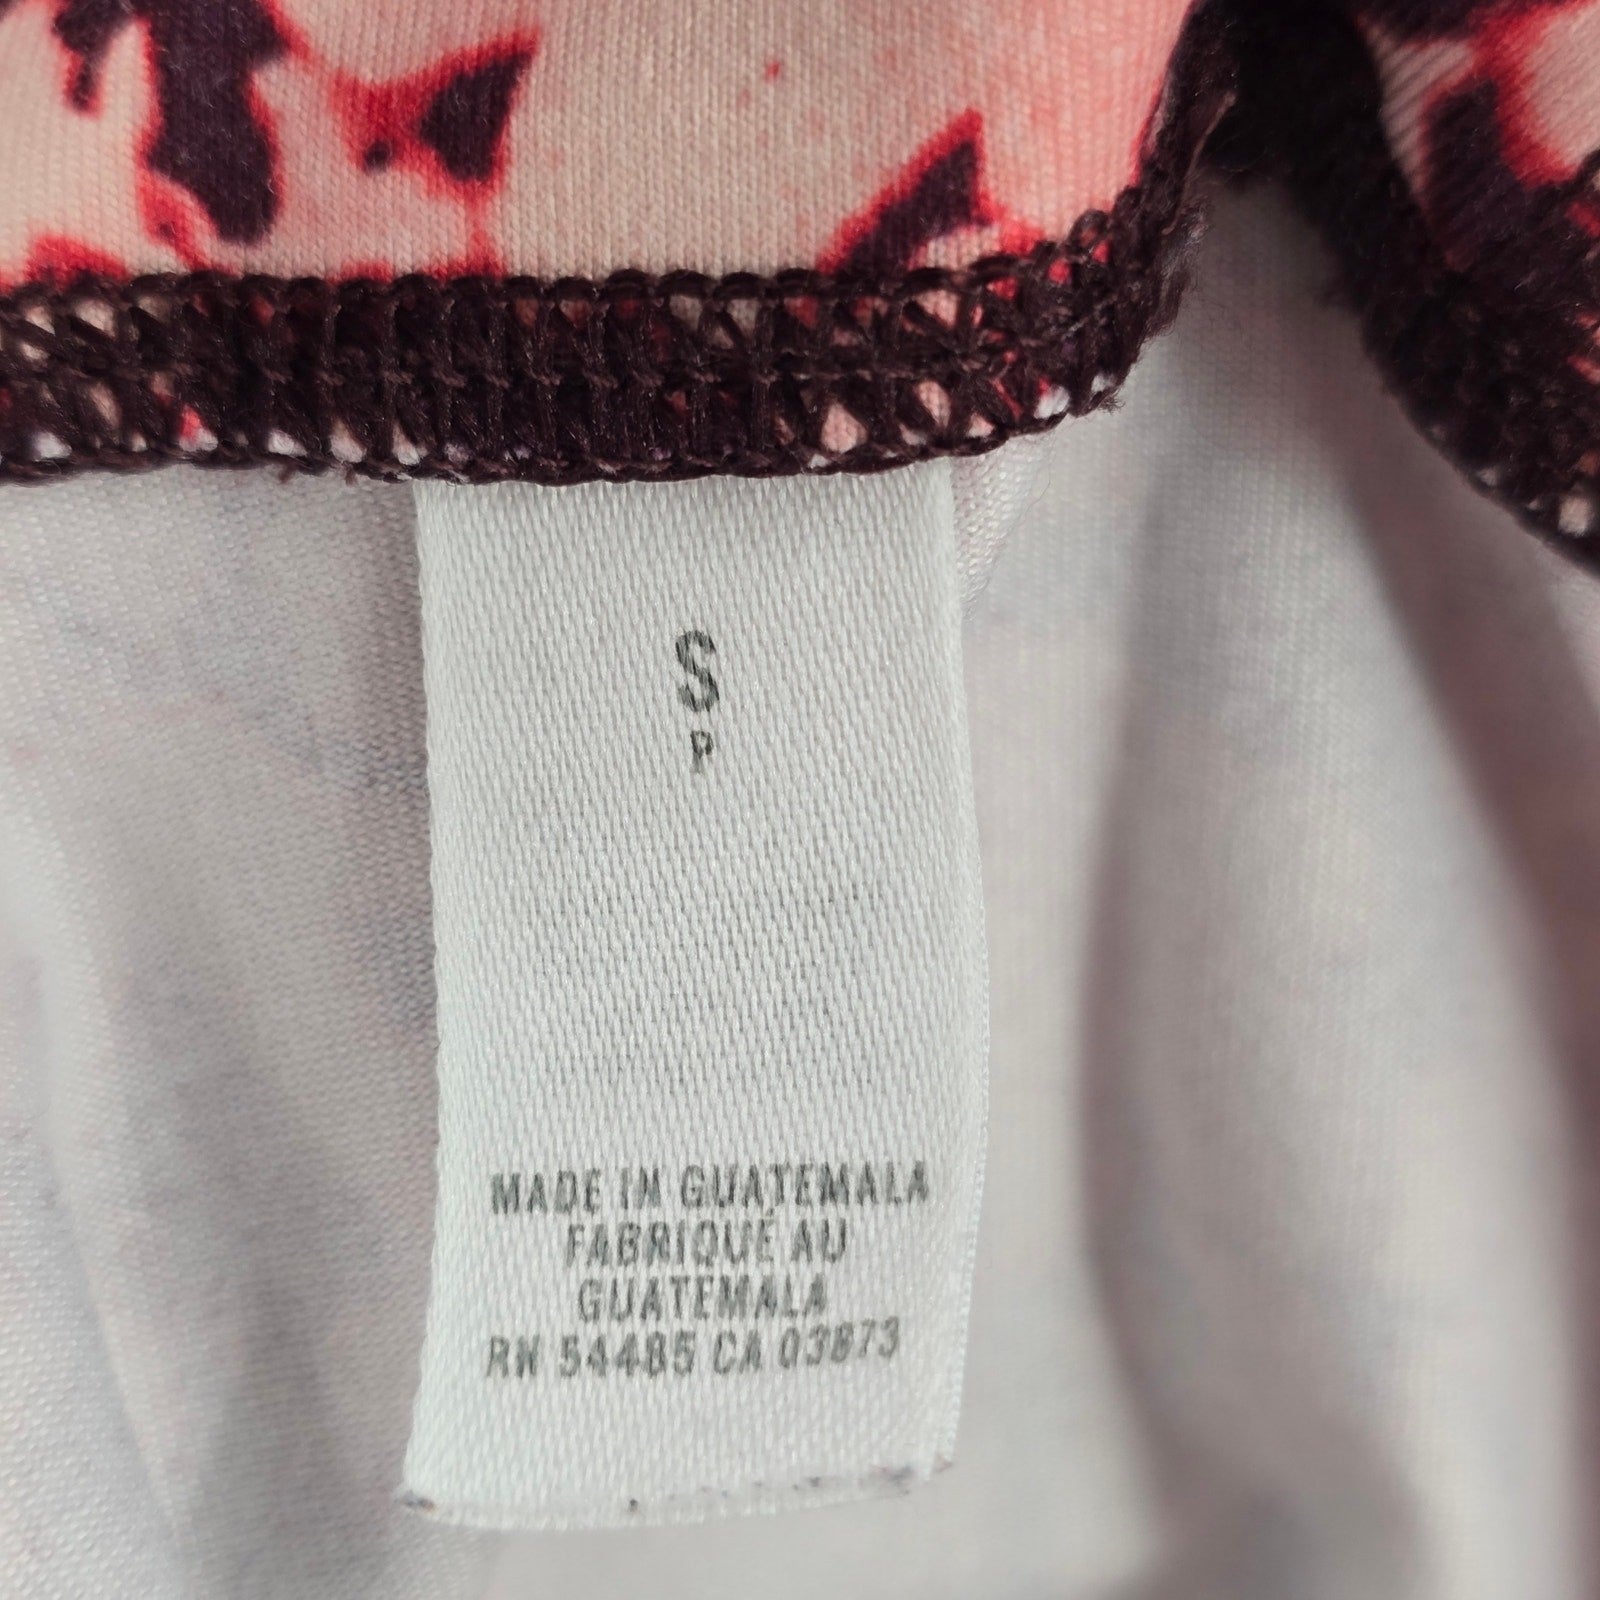 S
P
MADE IN GUATEMALA
FABRIQUÉ AU
GUATEMALA
RN 54485 CA 03873